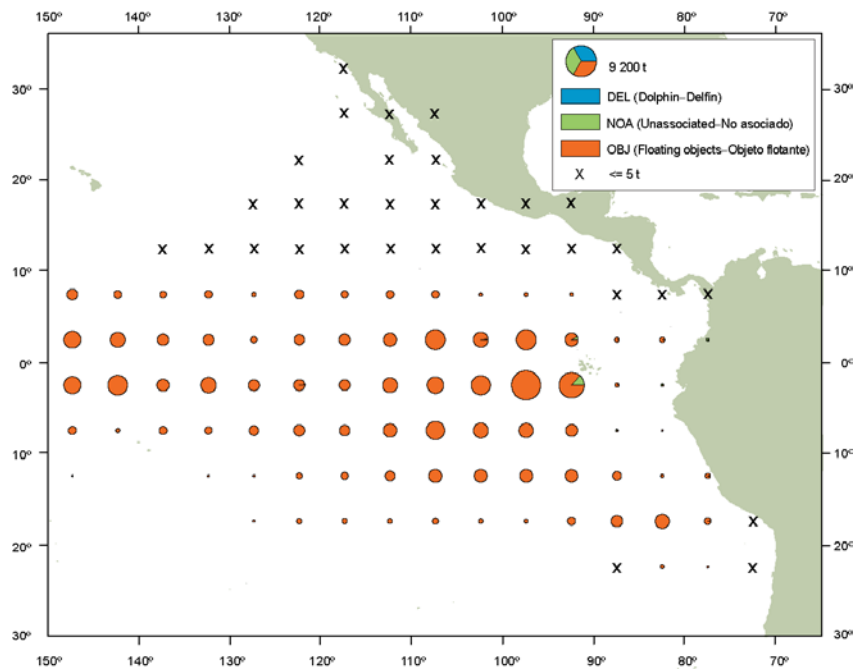 150º 140º 130º 120º 110º 100º 90º 80º 70º
9 200 t
30º 30º
DEL (Dolphin–Delfín)
NOA (Unassociated–No asociado)
OBJ (Floating objects–Objeto flotante)
X <= 5 t
20º 20º
10º 10º
0º 0º
10º 10º
20º 20º
30º 30º
150º 140º 130º 120º 110º 100º 90º 80º 70º